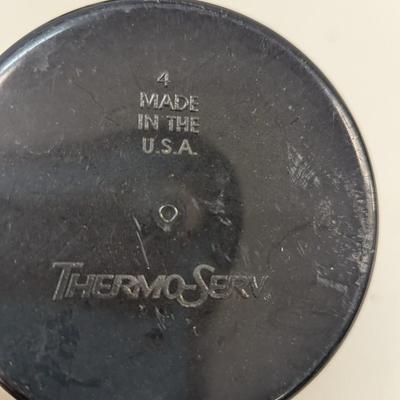 4
MADE
IN THE
U.S.A.
THERMO-SERV